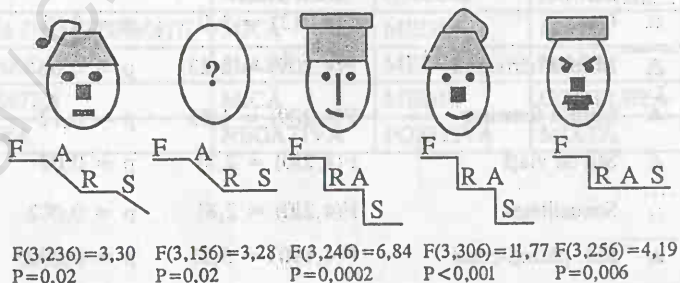 ?
F A R S
F A R S
F R A S
F R A S
F R A S
F(3,236)=3,30 F(3,156)=3,28 F(3,246)=6,84 F(3,306)=11,77 F(3,256)=4,19
P=0,02 P=0,02 P=0,0002 P<0,001 P=0,006